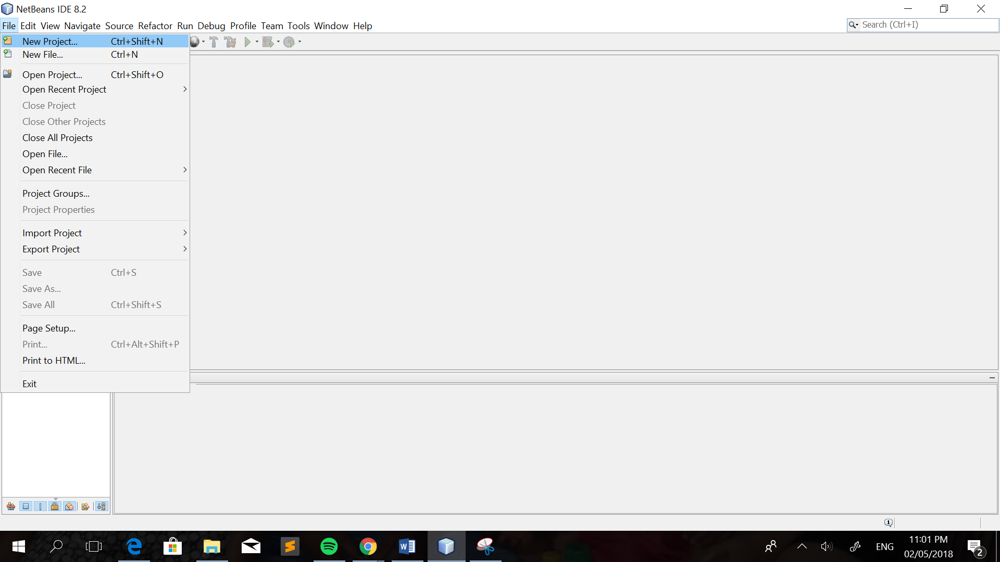 NetBeans IDE 8.2
File Edit View Navigate Source Refactor Run Debug Profile Team Tools Window Help
Search (Ctrl+I)
New Project... Ctrl+Shift+N
New File... Ctrl+N
Open Project... Ctrl+Shift+O
Open Recent Project
Close Project
Close Other Projects
Close All Projects
Open File...
Open Recent File
Project Groups...
Project Properties
Import Project
Export Project
Save Ctrl+S
Save As...
Save All Ctrl+Shift+S
Page Setup...
Print... Ctrl+Alt+Shift+P
Print to HTML...
Exit
1
ENG
11:01 PM
02/05/2018
2